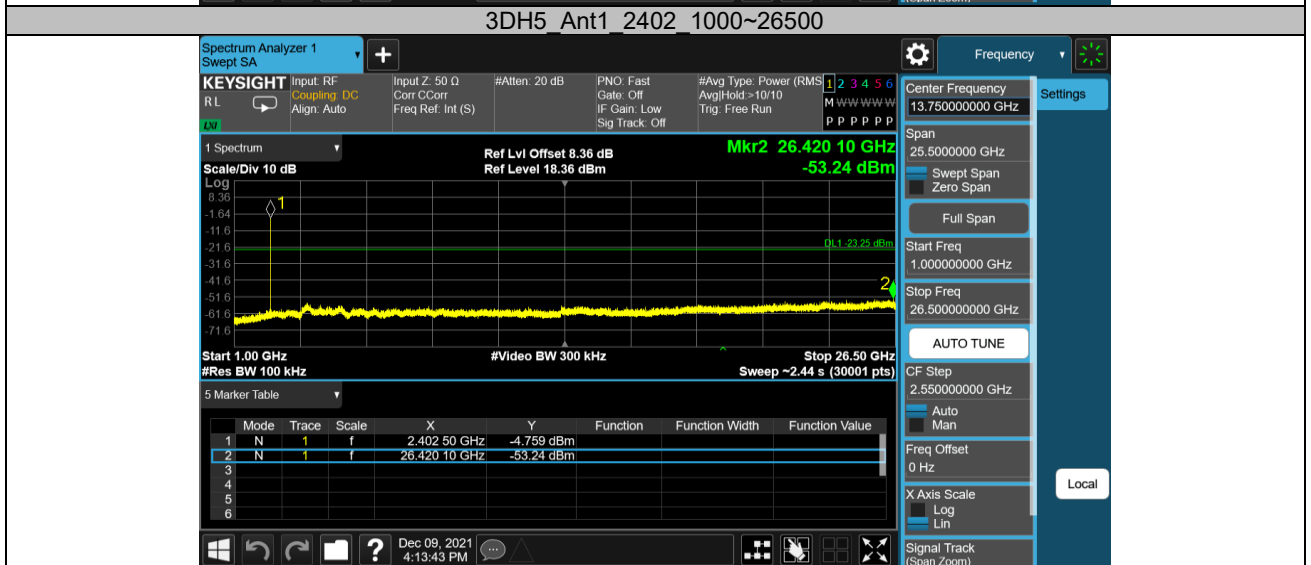 3DH5_Ant1_2402_1000~26500
Spectrum Analyzer 1
Swept SA
Frequency
KEYSIGHT
R L
LXI
Input: RF
Coupling: DC
Align: Auto
Input Z: 50 Ω
Corr CCorr
Freq Ref: Int (S)
#Atten: 20 dB
PNO: Fast
Gate: Off
IF Gain: Low
Sig Track: Off
#Avg Type: Power (RMS
Avg|Hold:>10/10
Trig: Free Run
1 2 3 4 5 6
M W W W W W
P P P P P P
1 Spectrum
Scale/Div 10 dB
Ref Lvl Offset 8.36 dB
Ref Level 18.36 dBm
Mkr2 26.420 10 GHz
-53.24 dBm
Log
8.36
-1.64
-11.6
-21.6
-31.6
-41.6
-51.6
-61.6
-71.6
1
DL1 -23.25 dBm
2
Start 1.00 GHz
#Video BW 300 kHz
Stop 26.50 GHz
#Res BW 100 kHz
Sweep ~2.44 s (30001 pts)
5 Marker Table
Mode Trace Scale X Y Function Function Width Function Value
1 N 1 f 2.402 50 GHz -4.759 dBm
2 N 1 f 26.420 10 GHz -53.24 dBm
3
4
5
6
Dec 09, 2021
4:13:43 PM
Center Frequency
13.750000000 GHz
Settings
Span
25.5000000 GHz
Swept Span
Zero Span
Full Span
Start Freq
1.000000000 GHz
Stop Freq
26.500000000 GHz
AUTO TUNE
CF Step
2.550000000 GHz
Auto
Man
Freq Offset
0 Hz
X Axis Scale
Log
Lin
Local
Signal Track
(Span Zoom)